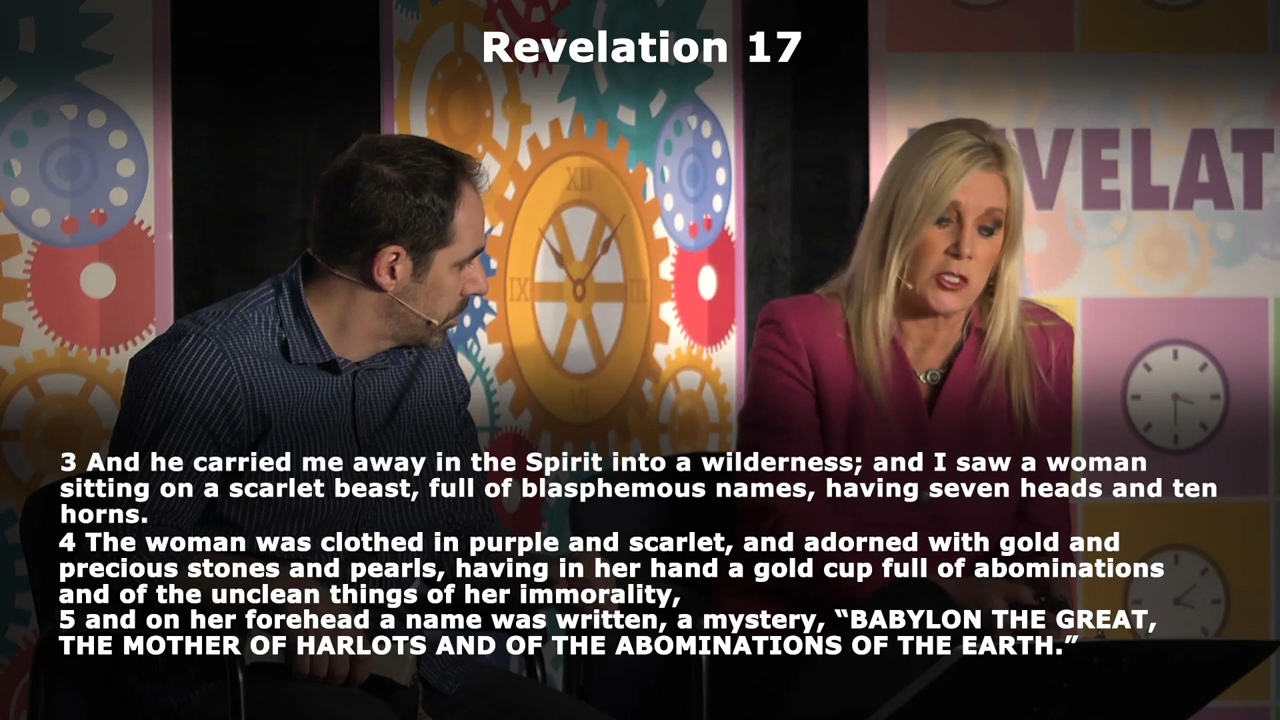 Revelation 17
VELAT
XII
IX
III
VI
3 And he carried me away in the Spirit into a wilderness; and I saw a woman
sitting on a scarlet beast, full of blasphemous names, having seven heads and ten
horns.
4 The woman was clothed in purple and scarlet, and adorned with gold and
precious stones and pearls, having in her hand a gold cup full of abominations
and of the unclean things of her immorality,
5 and on her forehead a name was written, a mystery, “BABYLON THE GREAT,
THE MOTHER OF HARLOTS AND OF THE ABOMINATIONS OF THE EARTH.”